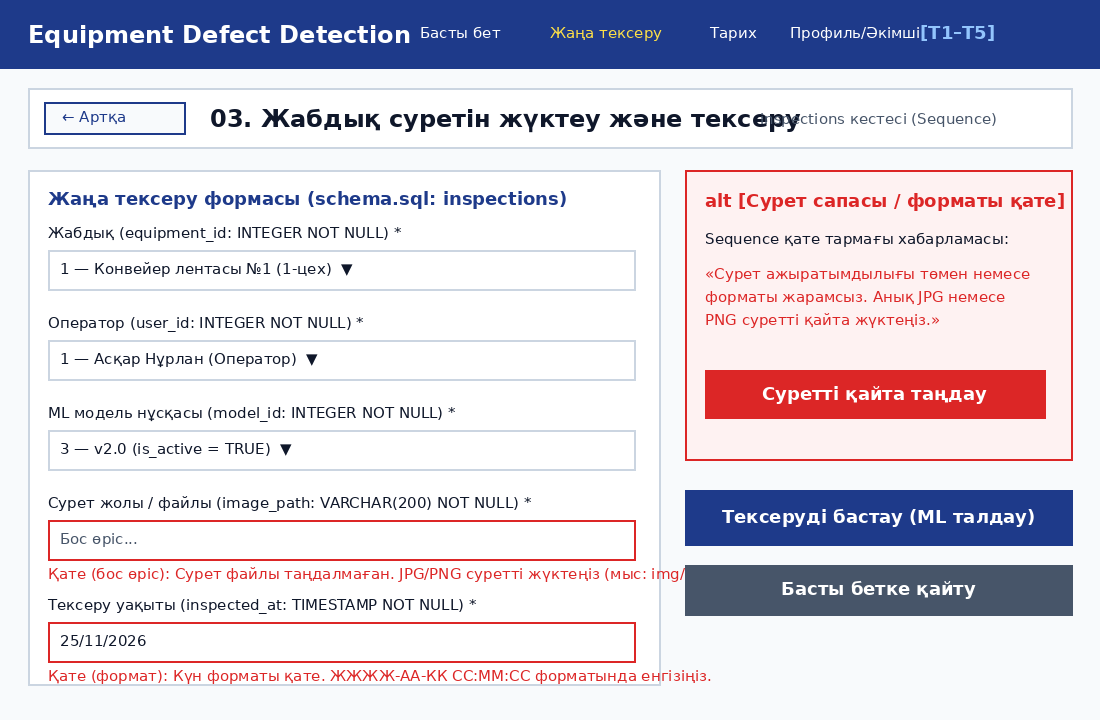 Equipment Defect Detection Басты бет Жаңа тексеру Тарих Профиль/Әкімші [T1–T5]
← Артқа 03. Жабдық суретін жүктеу және тексеру inspections кестесі (Sequence)
Жаңа тексеру формасы (schema.sql: inspections)
Жабдық (equipment_id: INTEGER NOT NULL) *
1 — Конвейер лентасы №1 (1-цех) ▼
Оператор (user_id: INTEGER NOT NULL) *
1 — Асқар Нұрлан (Оператор) ▼
ML модель нұсқасы (model_id: INTEGER NOT NULL) *
3 — v2.0 (is_active = TRUE) ▼
Сурет жолы / файлы (image_path: VARCHAR(200) NOT NULL) *
Бос өріс...
Қате (бос өріс): Сурет файлы таңдалмаған. JPG/PNG суретті жүктеңіз (мыс: img/
Тексеру уақыты (inspected_at: TIMESTAMP NOT NULL) *
25/11/2026
Қате (формат): Күн форматы қате. ЖЖЖЖ-АА-КК СС:ММ:СС форматында енгізіңіз.
alt [Сурет сапасы / форматы қате]
Sequence қате тармағы хабарламасы:
«Сурет ажыратымдылығы төмен немесе
форматы жарамсыз. Анық JPG немесе
PNG суретті қайта жүктеңіз.»
Суретті қайта таңдау
Тексеруді бастау (ML талдау)
Басты бетке қайту